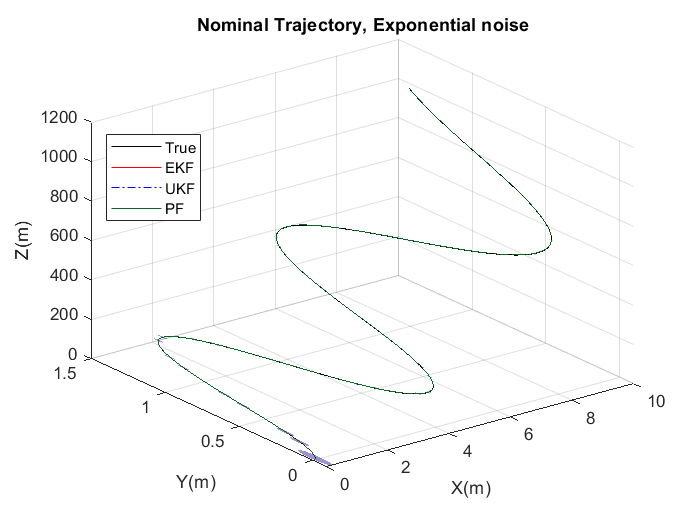 Nominal Trajectory, Exponential noise
1200
1000
800
600
400
200
0
Z(m)
True
EKF
UKF
PF
1.5
1
0.5
0
Y(m)
0
2
4
6
8
10
X(m)